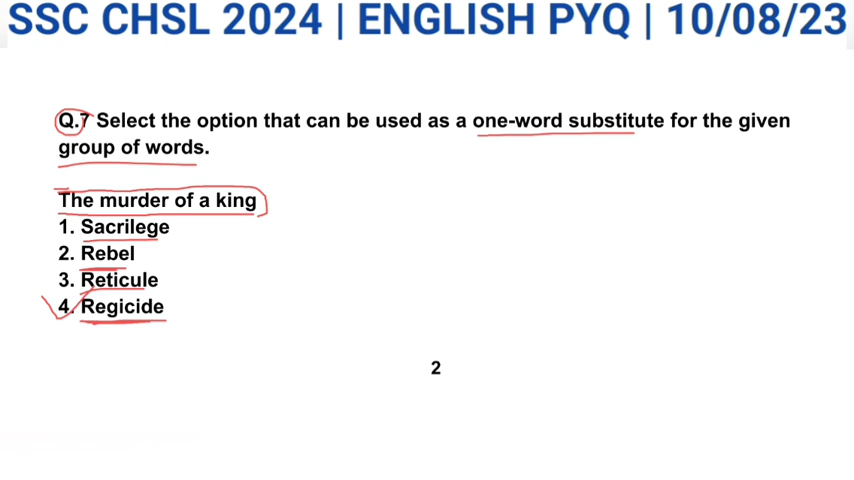 SSC CHSL 2024 | ENGLISH PYQ | 10/08/23
Q.7 Select the option that can be used as a one-word substitute for the given
group of words.
The murder of a king
1. Sacrilege
2. Rebel
3. Reticule
4. Regicide
2